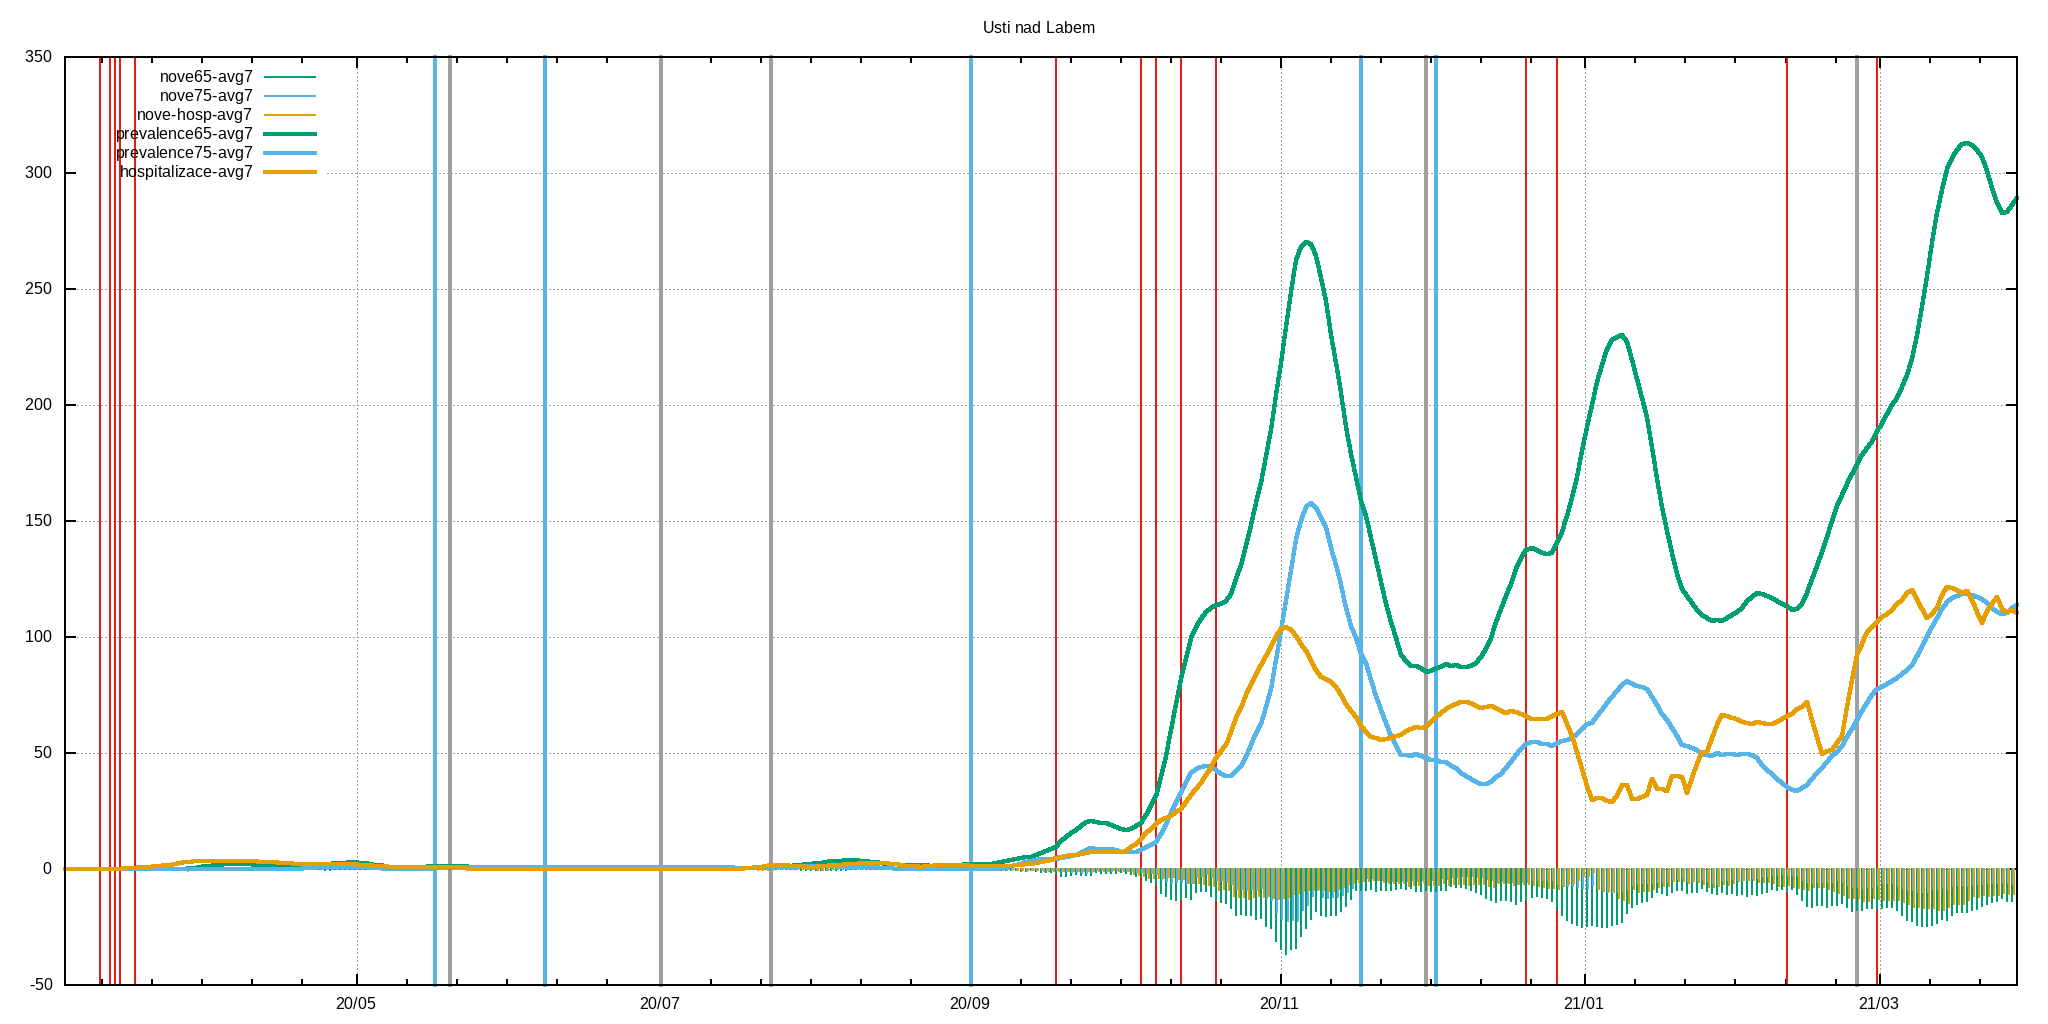 Usti nad Labem
350
300
250
200
150
100
50
0
-50
nove65-avg7
nove75-avg7
nove-hosp-avg7
prevalence65-avg7
prevalence75-avg7
hospitalizace-avg7
20/05 20/07 20/09 20/11 21/01 21/03